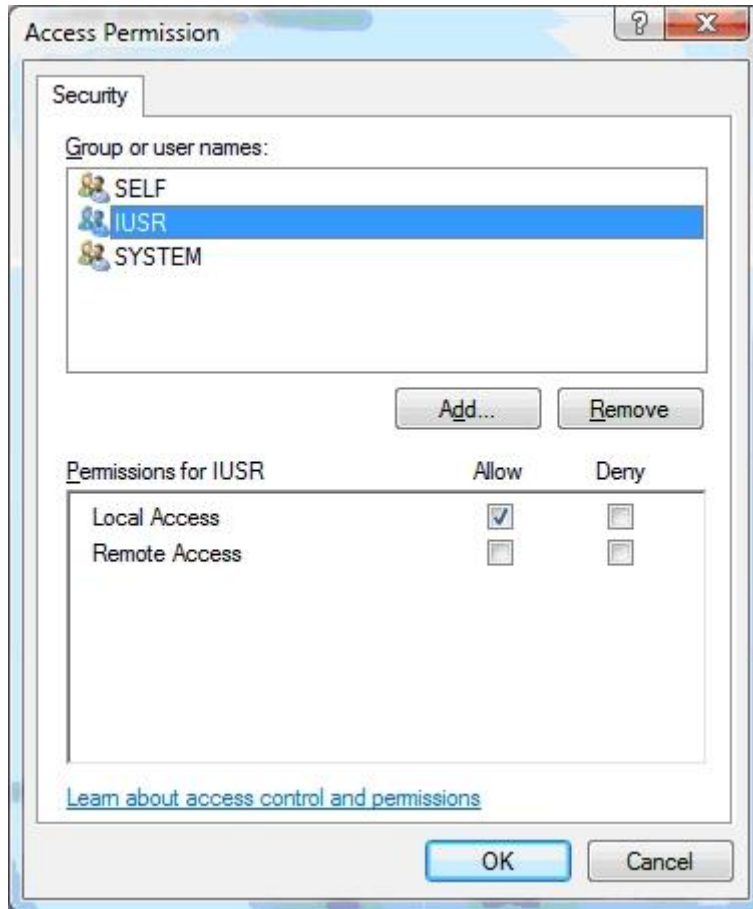 Access Permission
Security
Group or user names:
SELF
IUSR
SYSTEM
Add... Remove
Permissions for IUSR Allow Deny
Local Access
Remote Access
Learn about access control and permissions
OK Cancel